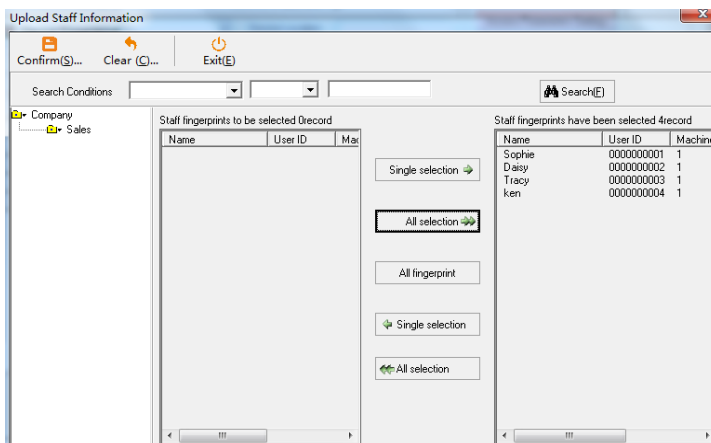 Upload Staff Information
Confirm(S)... Clear (C)... Exit(E)
Search Conditions Search(F)
Company
Sales
Staff fingerprints to be selected 0record
Name User ID Mac
Single selection
All selection
All fingerprint
Single selection
All selection
Staff fingerprints have been selected 4record
Name User ID Machine
Sophie 0000000001 1
Daisy 0000000002 1
Tracy 0000000003 1
ken 0000000004 1